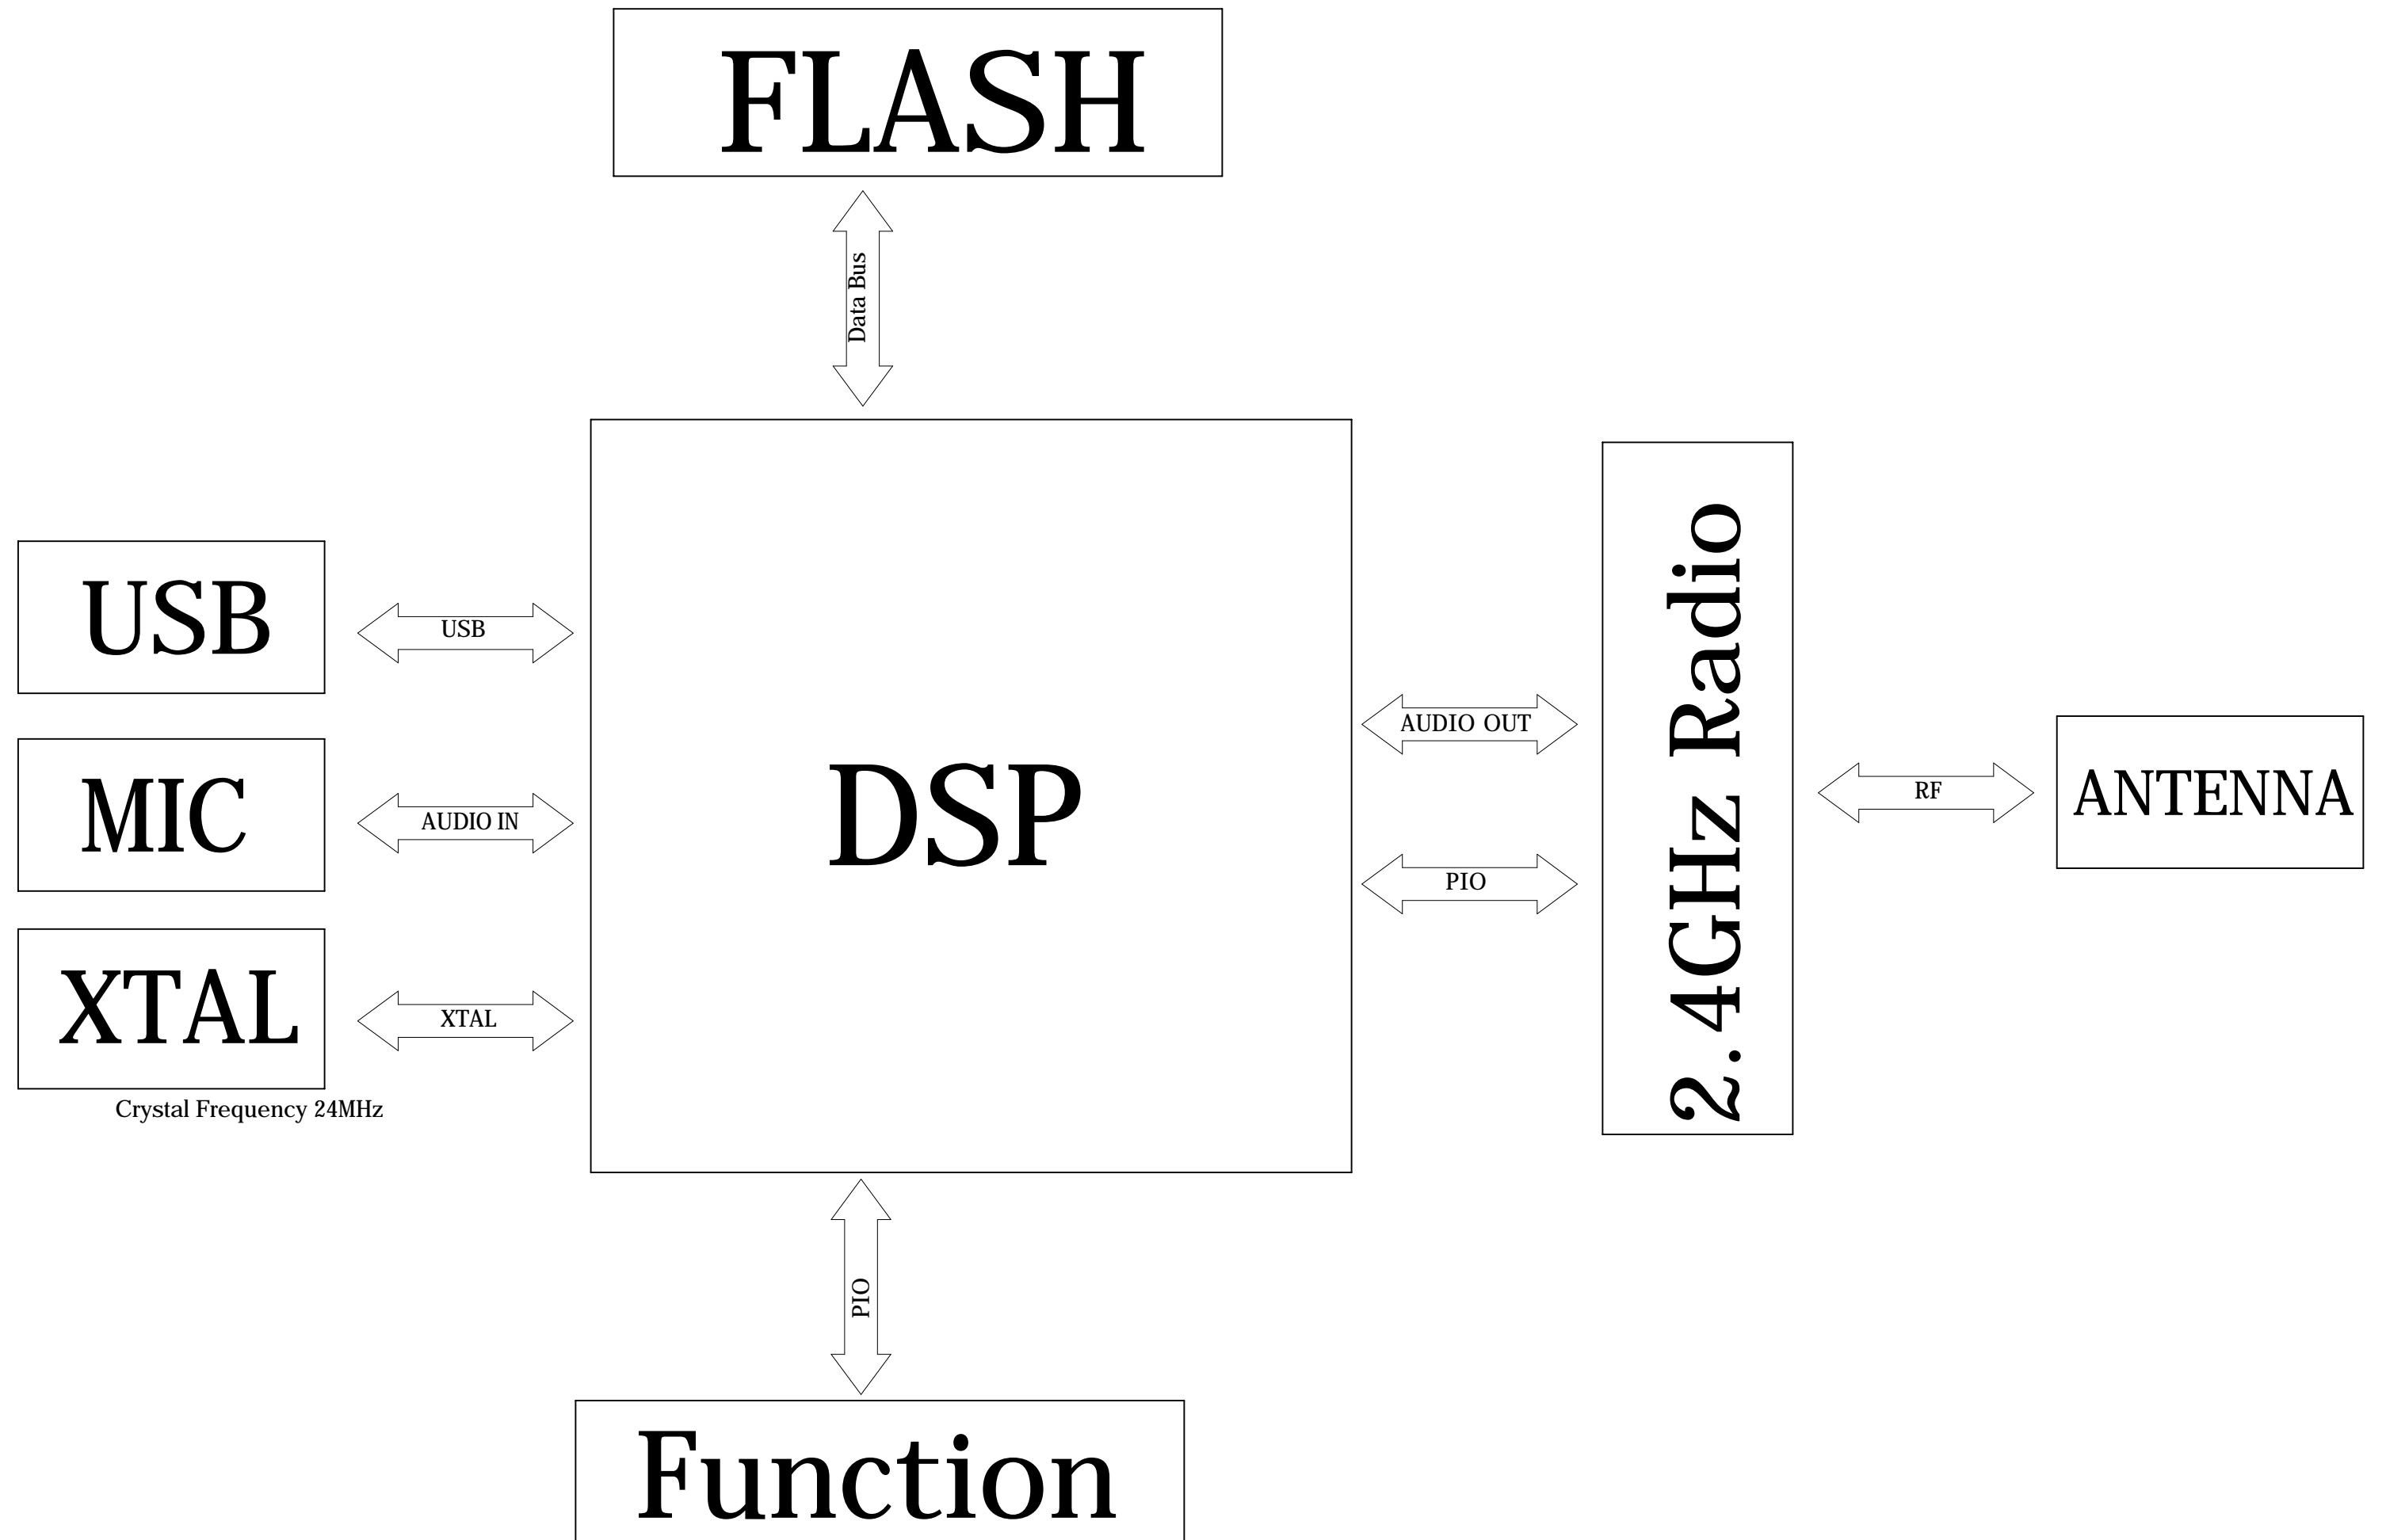 FLASH
Data Bus
USB
USB
MIC
AUDIO IN
XTAL
XTAL
Crystal Frequency 24MHz
DSP
AUDIO OUT
PIO
2.4GHz Radio
RF
ANTENNA
PIO
Function